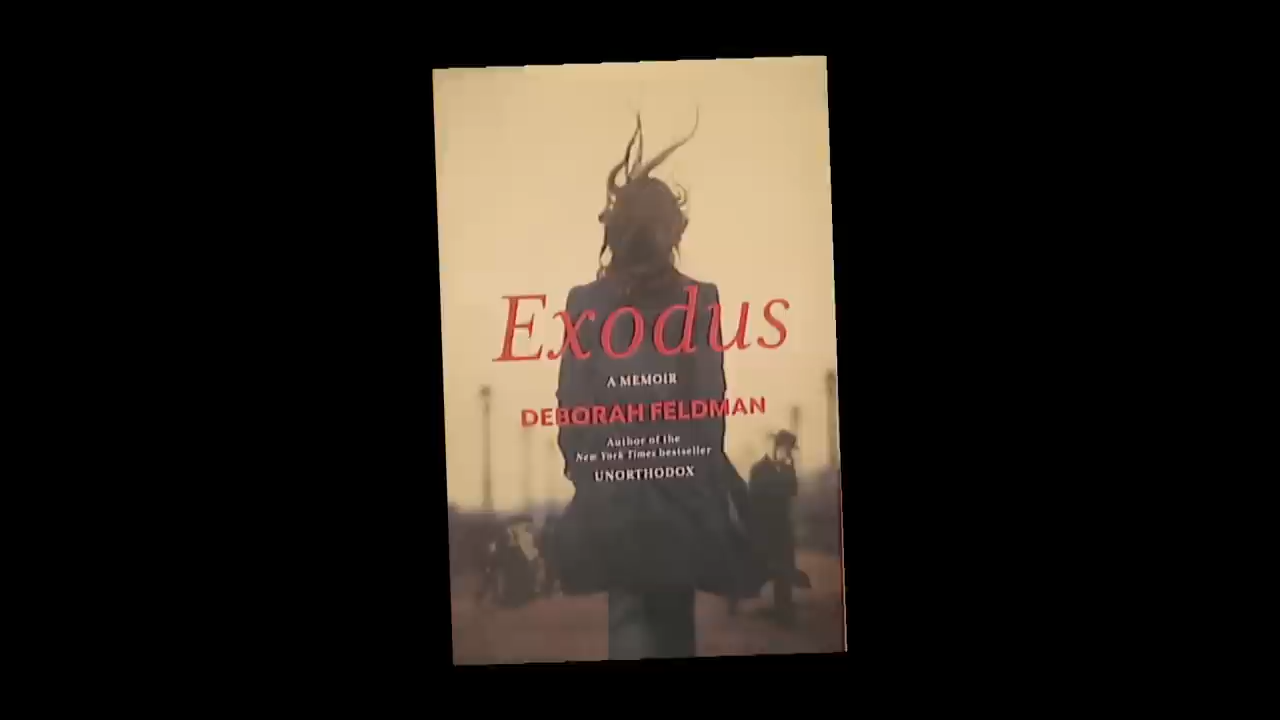 Exodus
A MEMOIR
DEBORAH FELDMAN
Author of the
New York Times bestseller
UNORTHODOX